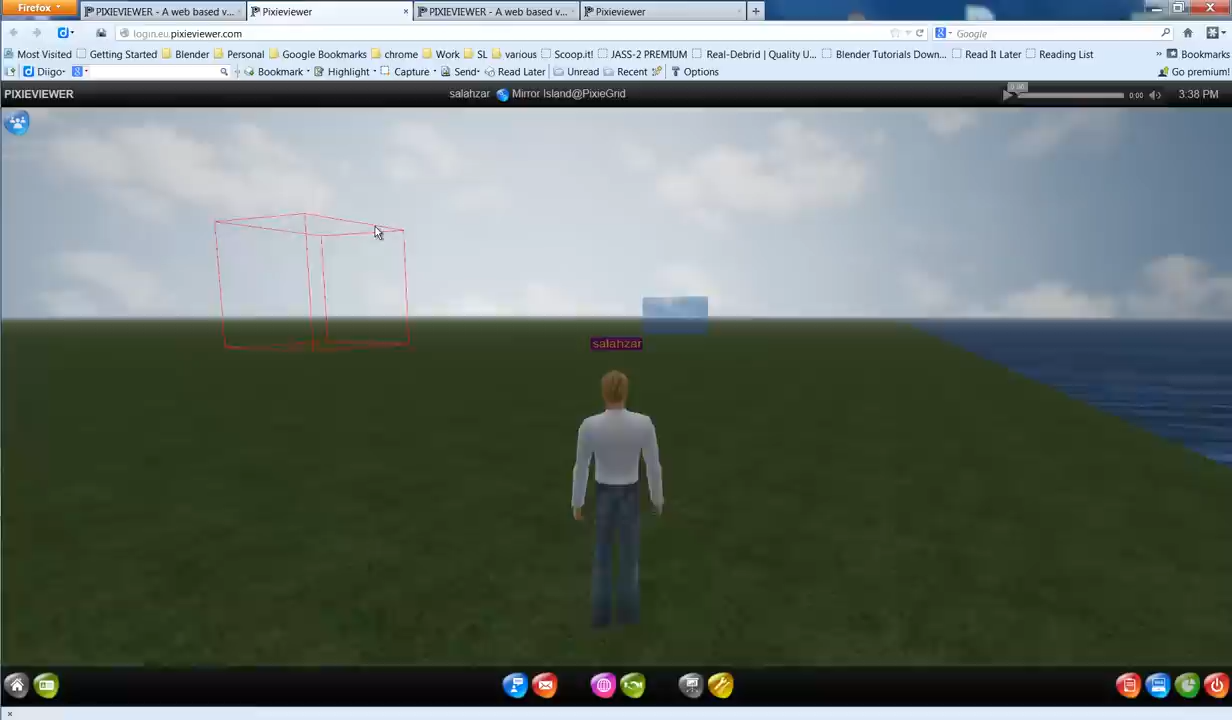 Firefox
PIXIEVIEWER - A web based v...
Pixieviewer
PIXIEVIEWER - A web based v...
Pixieviewer
login.eu.pixieviewer.com
Google
Most Visited Getting Started Blender Personal Google Bookmarks chrome Work SL various Scoop.it! JASS-2 PREMIUM Real-Debrid | Quality U... Blender Tutorials Down... Read It Later Reading List » Bookmarks
Diigo Bookmark Highlight Capture Send Read Later Unread Recent Options Go premium!
PIXIEVIEWER salahzar Mirror Island@PixieGrid 0:00 0:00 3:38 PM
salahzar